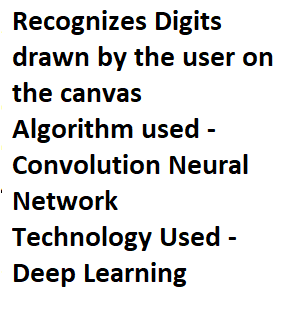 Recognizes Digits
drawn by the user on
the canvas
Algorithm used -
Convolution Neural
Network
Technology Used -
Deep Learning